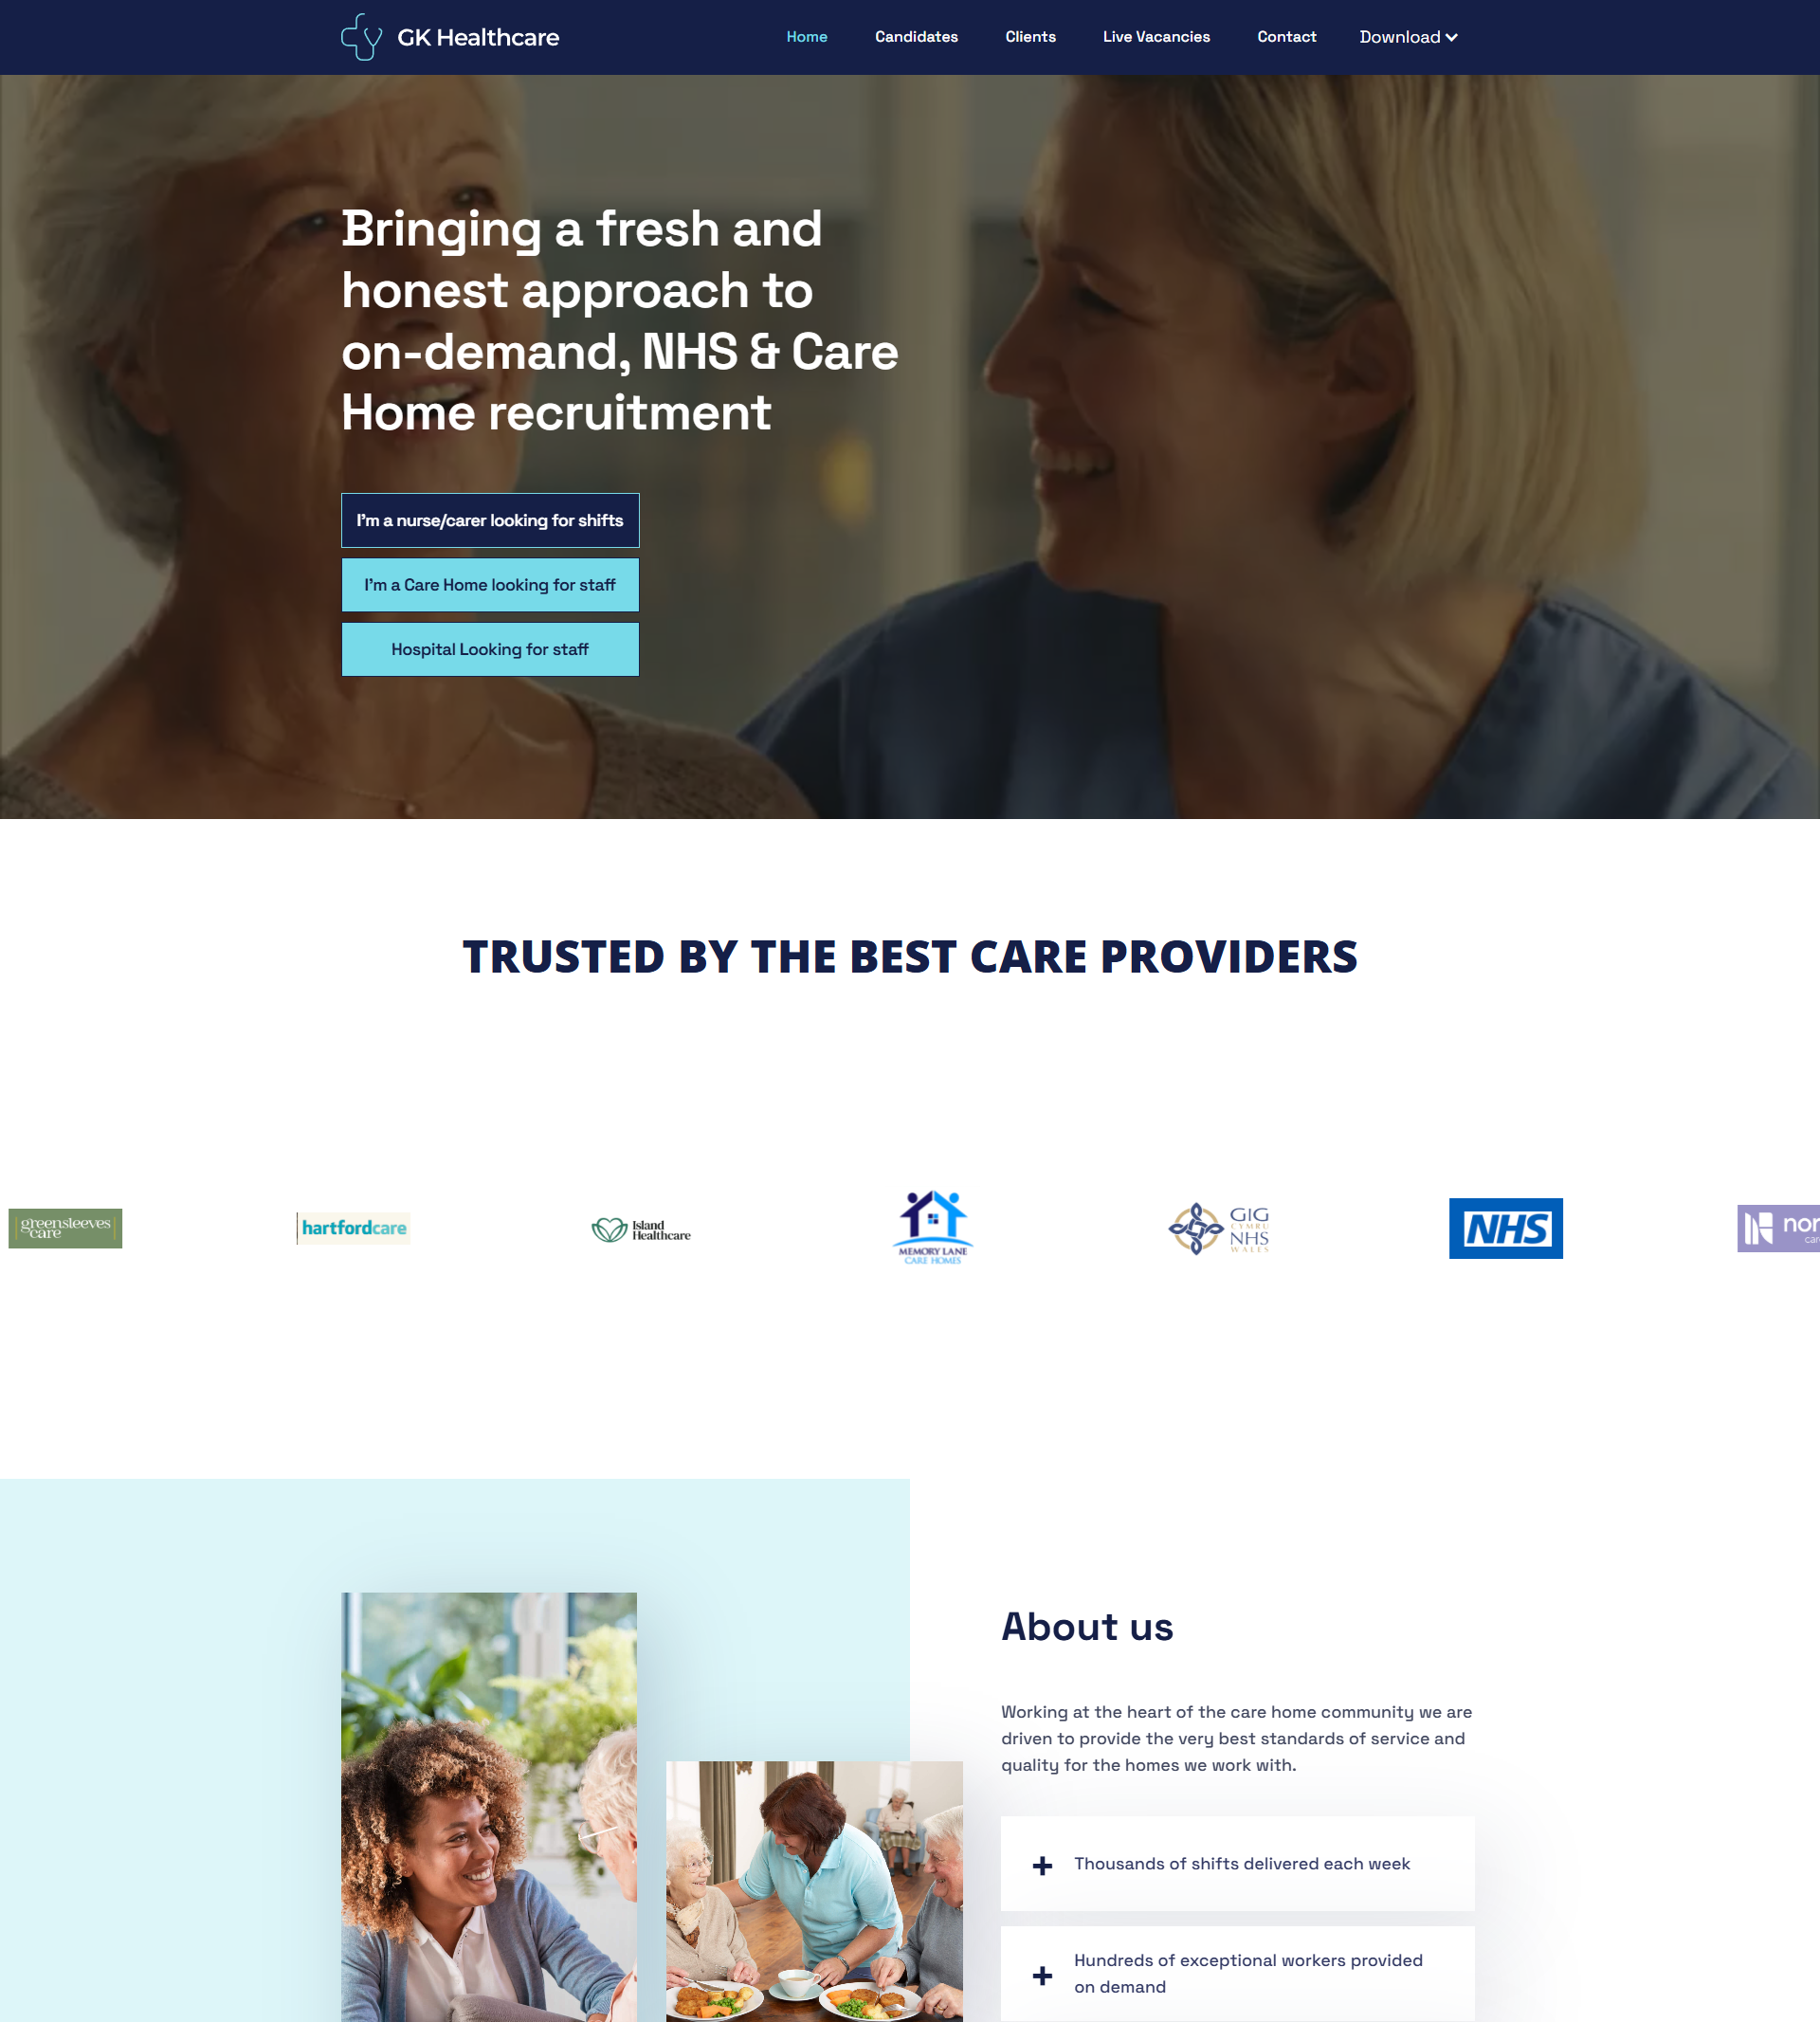 GK Healthcare
Home
Candidates
Clients
Live Vacancies
Contact
Download
Bringing a fresh and
honest approach to
on-demand, NHS & Care
Home recruitment
I'm a nurse/carer looking for shifts
I'm a Care Home looking for staff
Hospital Looking for staff
TRUSTED BY THE BEST CARE PROVIDERS
greensleeves
care
hartfordcare
Island
Healthcare
MEMORY LANE
CARE HOMES
GIG
CYMRU
NHS
WALES
NHS
About us
Working at the heart of the care home community we are
driven to provide the very best standards of service and
quality for the homes we work with.
Thousands of shifts delivered each week
Hundreds of exceptional workers provided
on demand